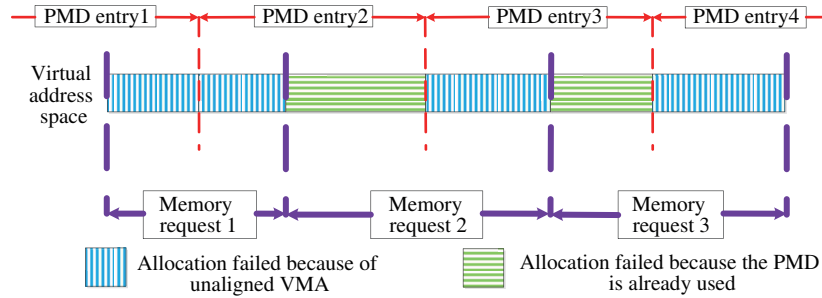 PMD entry1
PMD entry2
PMD entry3
PMD entry4
Virtual
address
space
Memory
request 1
Memory
request 2
Memory
request 3
Allocation failed because of
unaligned VMA
Allocation failed because the PMD
is already used